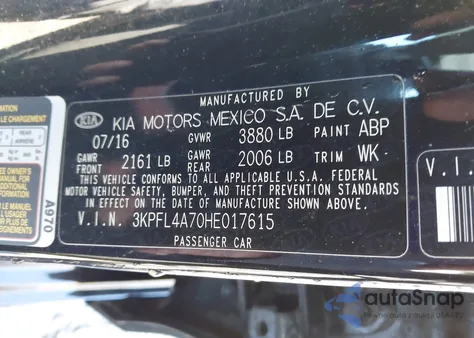 MANUFACTURED BY
KIA KIA MOTORS MEXICO S.A. DE C.V.
07/16 GVWR 3880 LB PAINT ABP
GAWR FRONT 2161 LB GAWR REAR 2006 LB TRIM WK
THIS VEHICLE CONFORMS TO ALL APPLICABLE U.S.A. FEDERAL
MOTOR VEHICLE SAFETY, BUMPER, AND THEFT PREVENTION STANDARDS
IN EFFECT ON THE DATE OF MANUFACTURE SHOWN ABOVE.
V.I.N. 3KPFL4A70HE017615
PASSENGER CAR
A970
V.I.
autoSnap